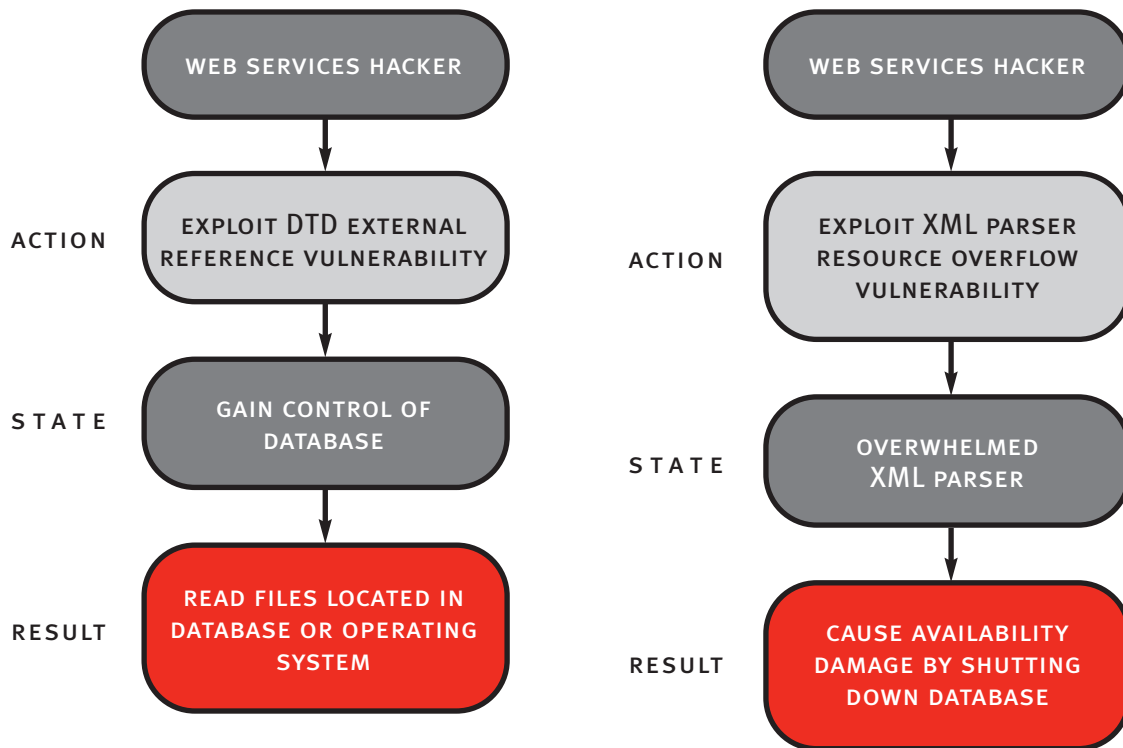 WEB SERVICES HACKER
ACTION
EXPLOIT DTD EXTERNAL
REFERENCE VULNERABILITY
STATE
GAIN CONTROL OF
DATABASE
RESULT
READ FILES LOCATED IN
DATABASE OR OPERATING
SYSTEM
WEB SERVICES HACKER
ACTION
EXPLOIT XML PARSER
RESOURCE OVERFLOW
VULNERABILITY
STATE
OVERWHELMED
XML PARSER
RESULT
CAUSE AVAILABILITY
DAMAGE BY SHUTTING
DOWN DATABASE